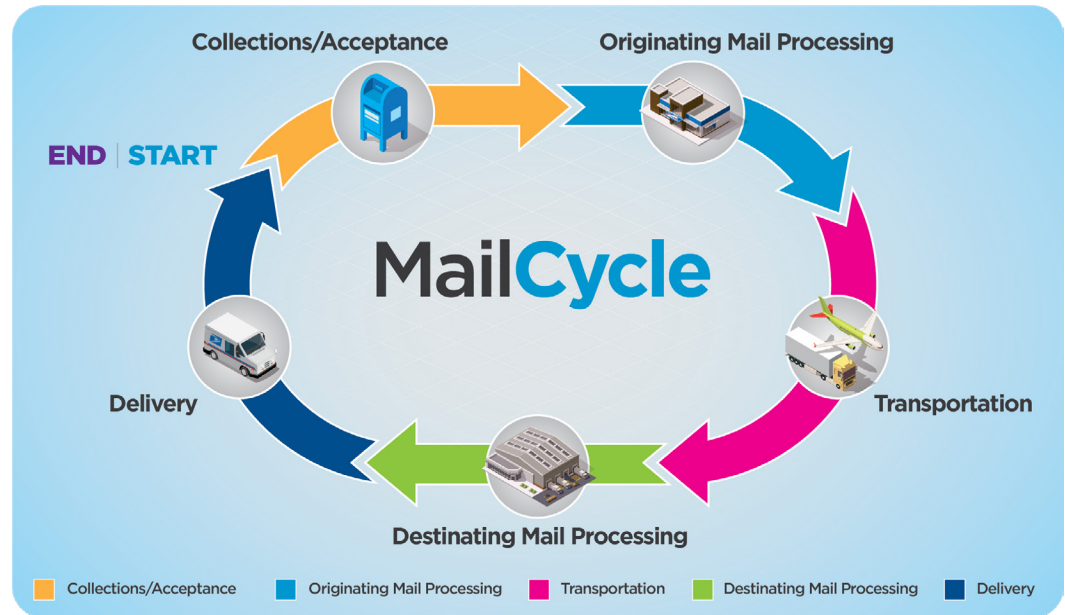 Collections/Acceptance
Originating Mail Processing
END | START
MailCycle
Delivery
Transportation
Destinating Mail Processing
Collections/Acceptance
Originating Mail Processing
Transportation
Destinating Mail Processing
Delivery